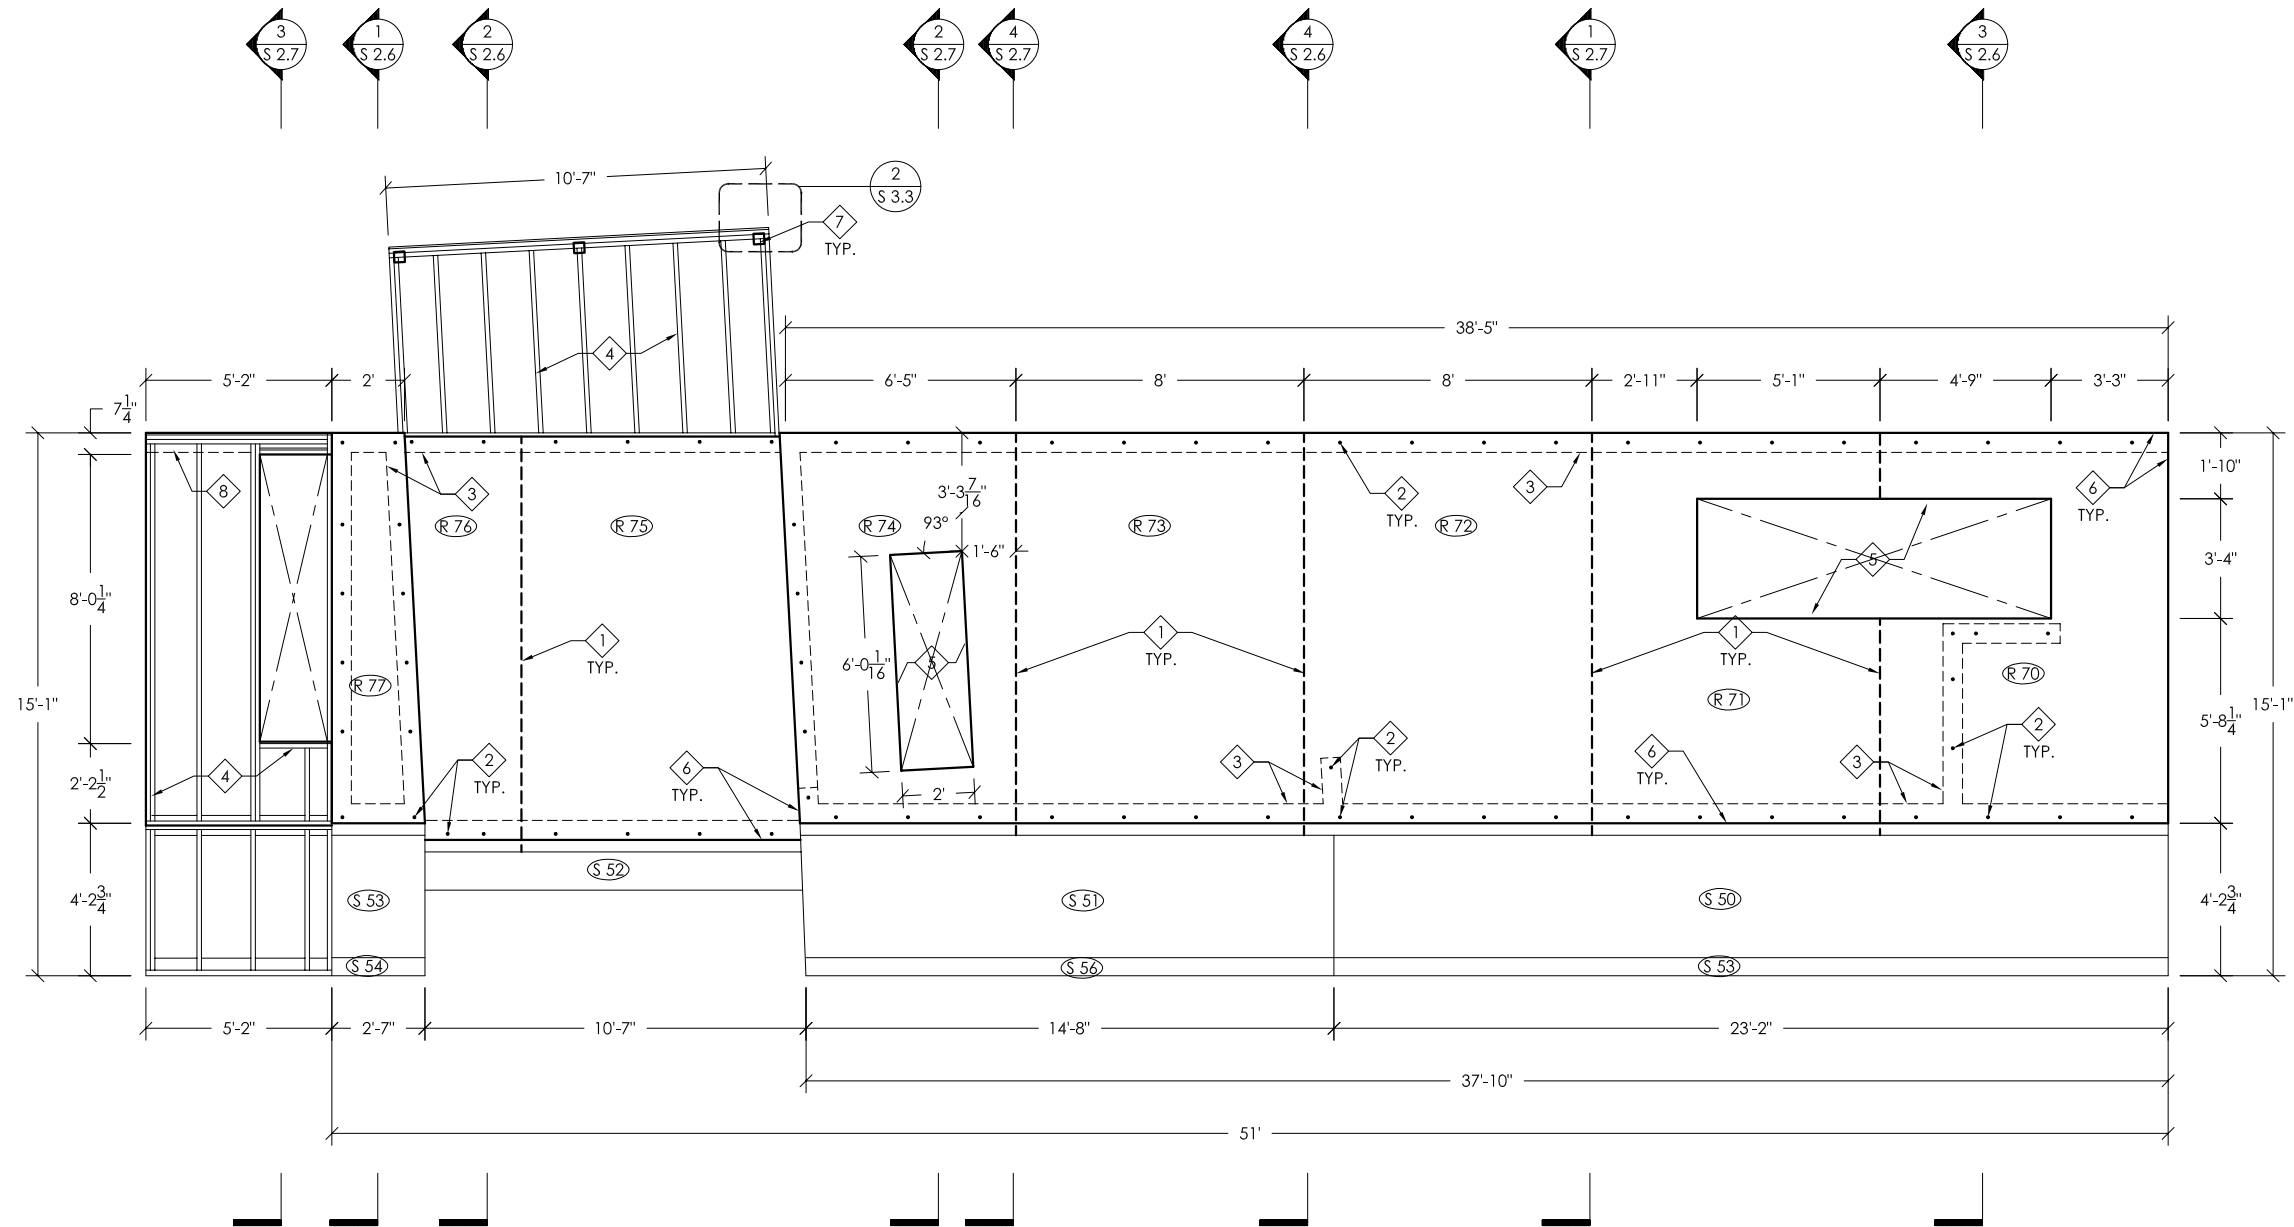 3
S 2.7
1
S 2.6
2
S 2.6
2
S 2.7
4
S 2.7
4
S 2.6
1
S 2.7
3
S 2.6
10'-7"
2
S 3.3
7
TYP.
4
38'-5"
5'-2"
2'
6'-5"
8'
8'
2'-11"
5'-1"
4'-9"
3'-3"
7 1/4"
8
3
3'-3 7/16"
93°
1'-6"
2
TYP.
3
6
TYP.
1'-10"
R 76
R 75
R 74
R 73
R 72
5
3'-4"
8'-0 1/4"
1
TYP.
6'-0 1/16"
5
1
TYP.
1
TYP.
R 77
R 70
R 71
15'-1"
15'-1"
5'-8 1/4"
4
2'-2 1/2"
2
TYP.
6
TYP.
2'
3
2
TYP.
6
TYP.
3
2
TYP.
S 52
4'-2 3/4"
S 53
S 51
S 50
4'-2 3/4"
S 54
S 56
S 53
5'-2"
2'-7"
10'-7"
14'-8"
23'-2"
37'-10"
51'